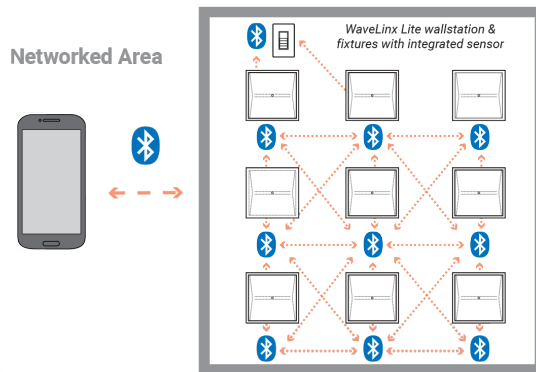 WaveLinx Lite wallstation &
fixtures with integrated sensor
Networked Area